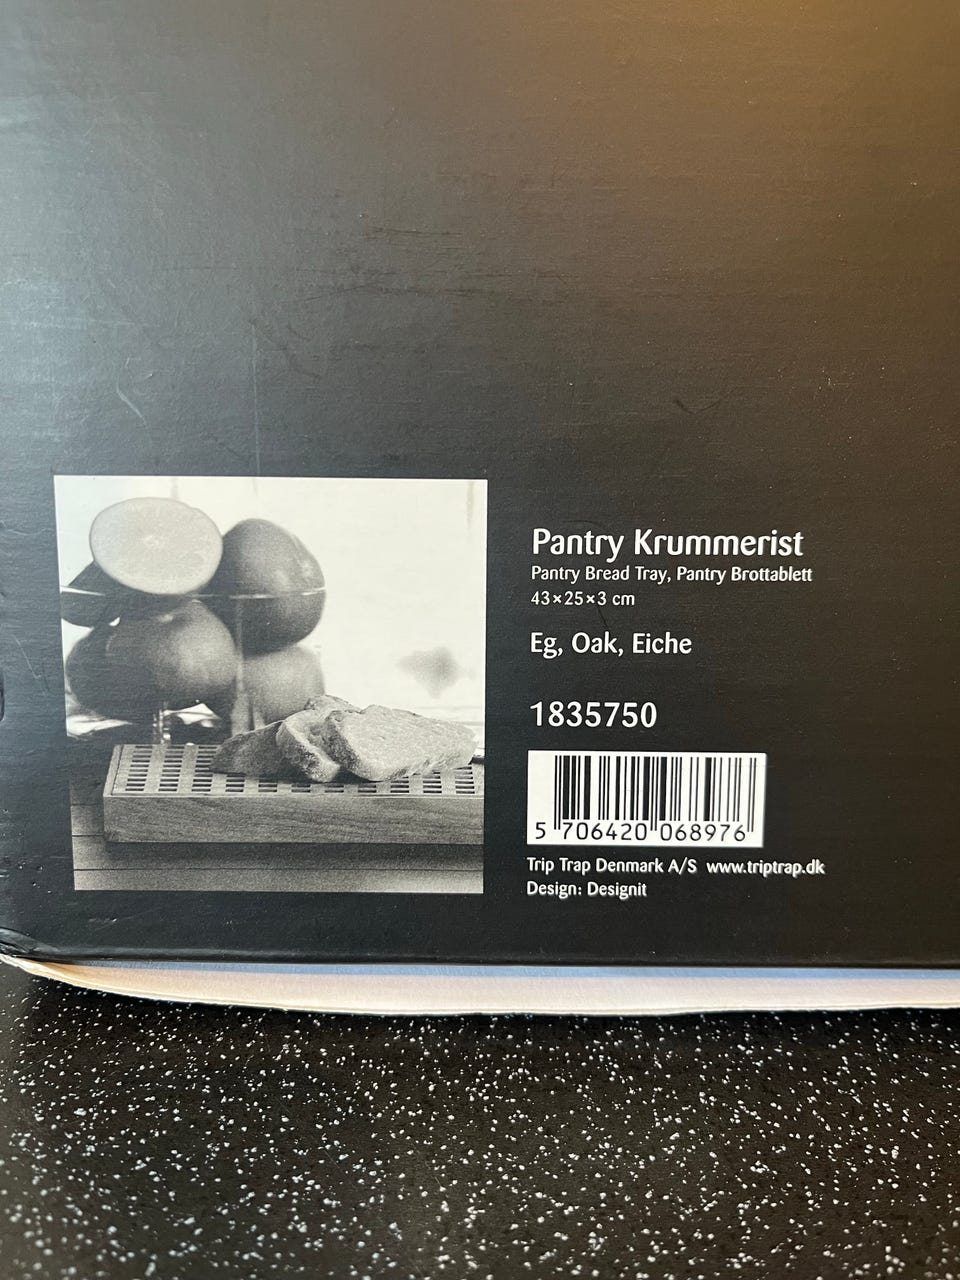 Pantry Krummerist
Pantry Bread Tray, Pantry Brottablett
43×25×3 cm
Eg, Oak, Eiche
1835750
5 706420 068976
Trip Trap Denmark A/S www.triptrap.dk
Design: Designit